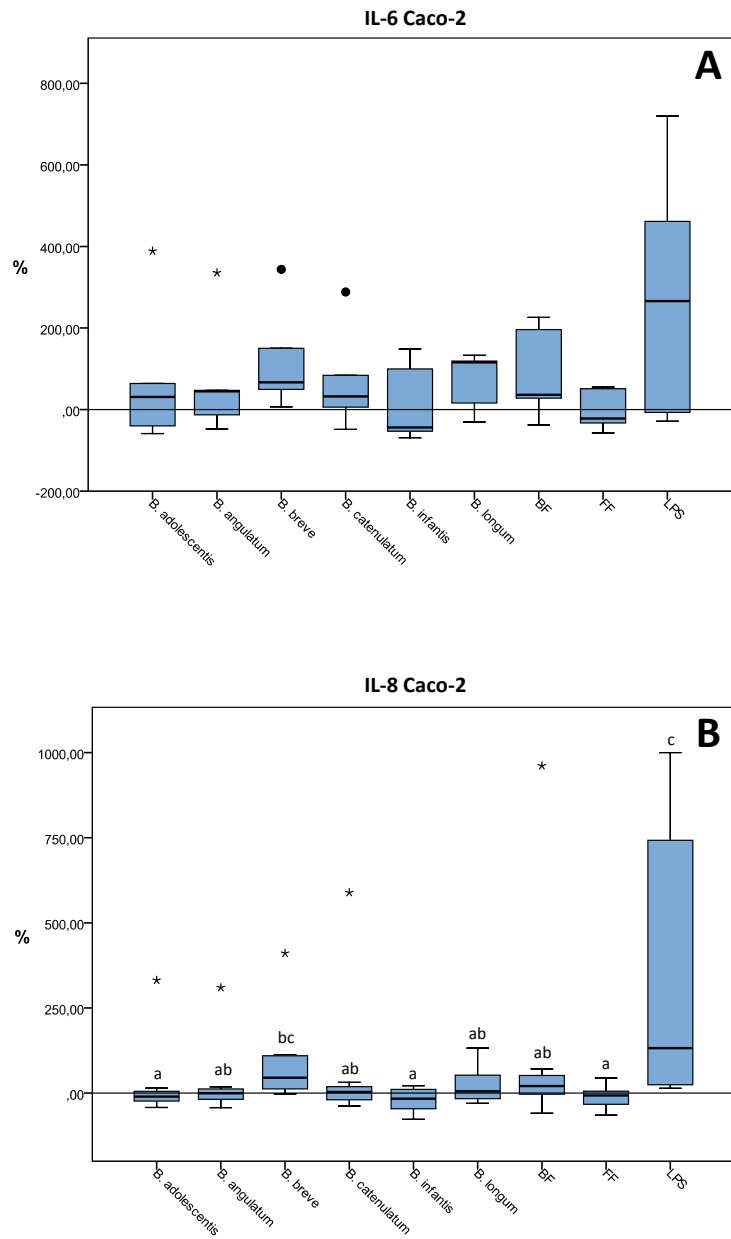 IL-6 Caco-2
A
800,00
600,00
400,00
%
200,00
,00
-200,00
B. adolescentis
B. angulatum
B. breve
B. catenulatum
B. infantis
B. longum
BF
FF
LPS
IL-8 Caco-2
B
c
1000,00
750,00
%
500,00
250,00
bc
ab
ab
a
ab
ab
a
a
,00
B. adolescentis
B. angulatum
B. breve
B. catenulatum
B. infantis
B. longum
BF
FF
LPS